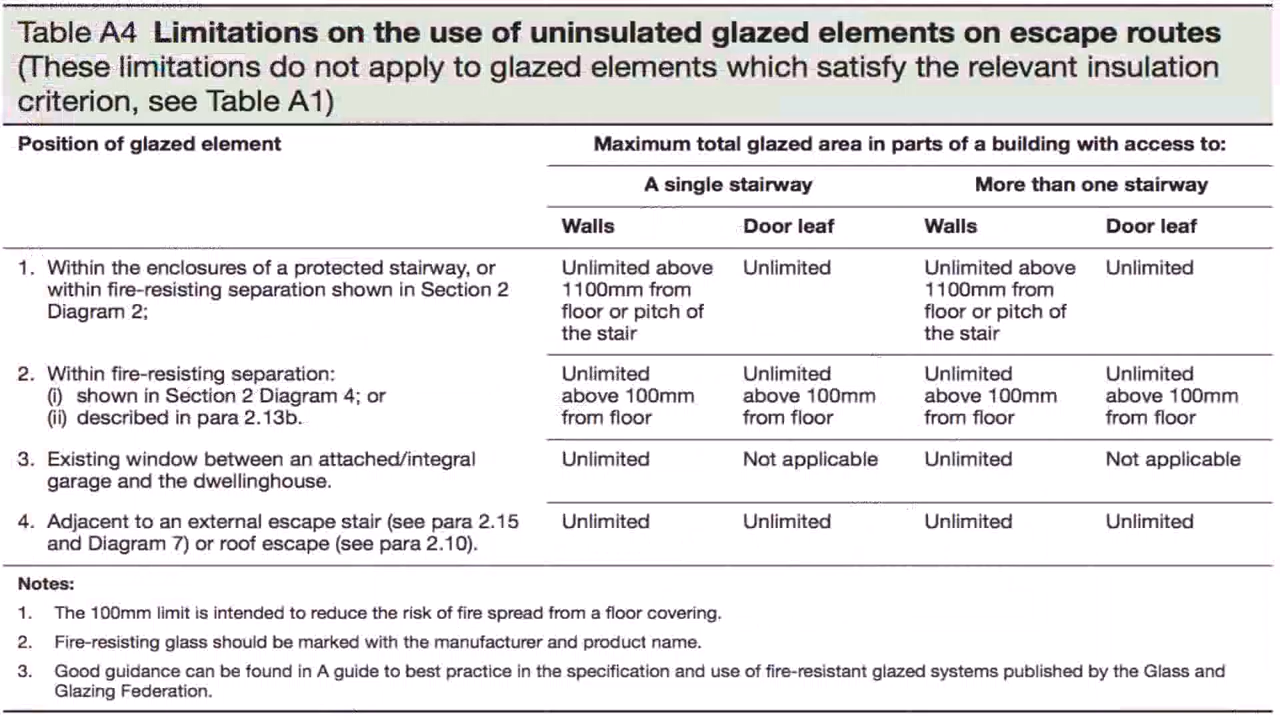 Table A4 Limitations on the use of uninsulated glazed elements on escape routes
(These limitations do not apply to glazed elements which satisfy the relevant insulation
criterion, see Table A1)
Position of glazed element
Maximum total glazed area in parts of a building with access to:
A single stairway
More than one stairway
Walls
Door leaf
Walls
Door leaf
1. Within the enclosures of a protected stairway, or
within fire-resisting separation shown in Section 2
Diagram 2;
Unlimited above
1100mm from
floor or pitch of
the stair
Unlimited
Unlimited above
1100mm from
floor or pitch of
the stair
Unlimited
2. Within fire-resisting separation:
(i) shown in Section 2 Diagram 4; or
(ii) described in para 2.13b.
Unlimited
above 100mm
from floor
Unlimited
above 100mm
from floor
Unlimited
above 100mm
from floor
Unlimited
above 100mm
from floor
3. Existing window between an attached/integral
garage and the dwellinghouse.
Unlimited
Not applicable
Unlimited
Not applicable
4. Adjacent to an external escape stair (see para 2.15
and Diagram 7) or roof escape (see para 2.10).
Unlimited
Unlimited
Unlimited
Unlimited
Notes:
1. The 100mm limit is intended to reduce the risk of fire spread from a floor covering.
2. Fire-resisting glass should be marked with the manufacturer and product name.
3. Good guidance can be found in A guide to best practice in the specification and use of fire-resistant glazed systems published by the Glass and
Glazing Federation.